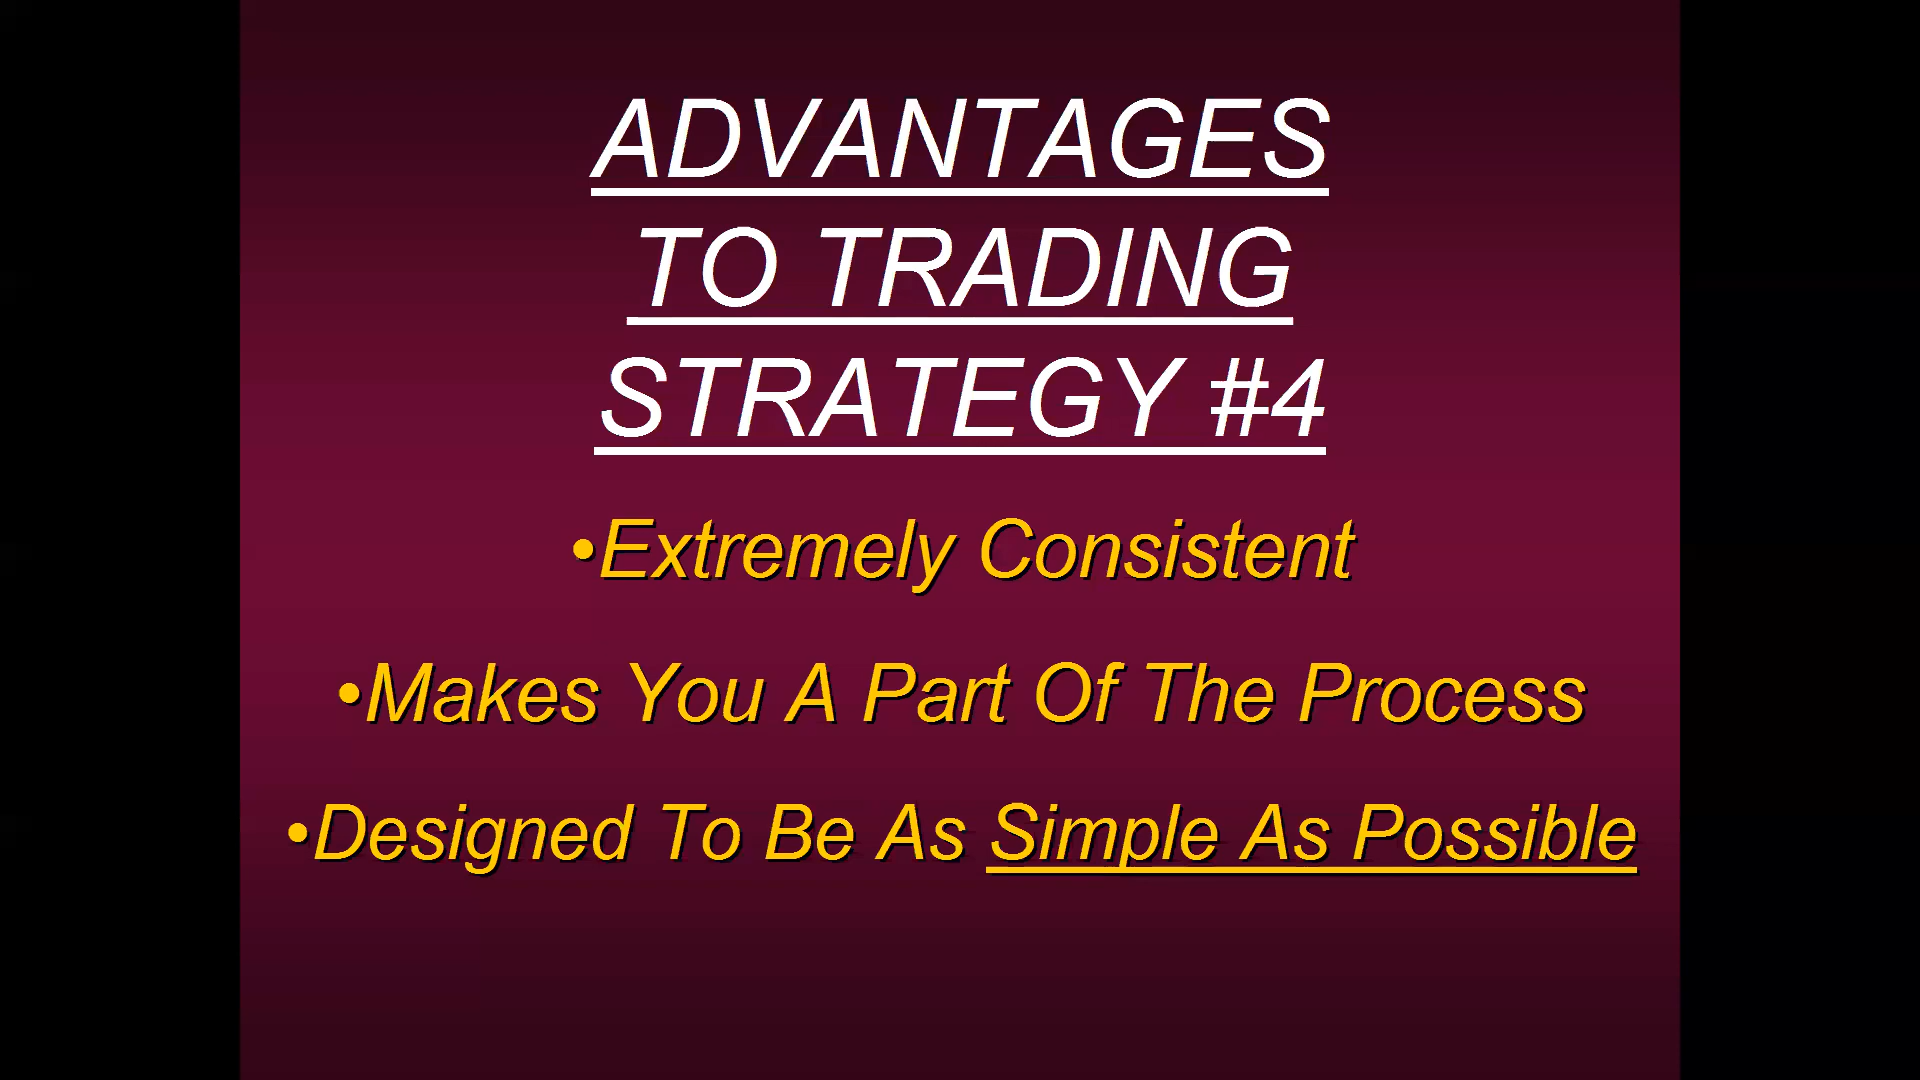 ADVANTAGES
TO TRADING
STRATEGY #4
•Extremely Consistent
•Makes You A Part Of The Process
•Designed To Be As Simple As Possible